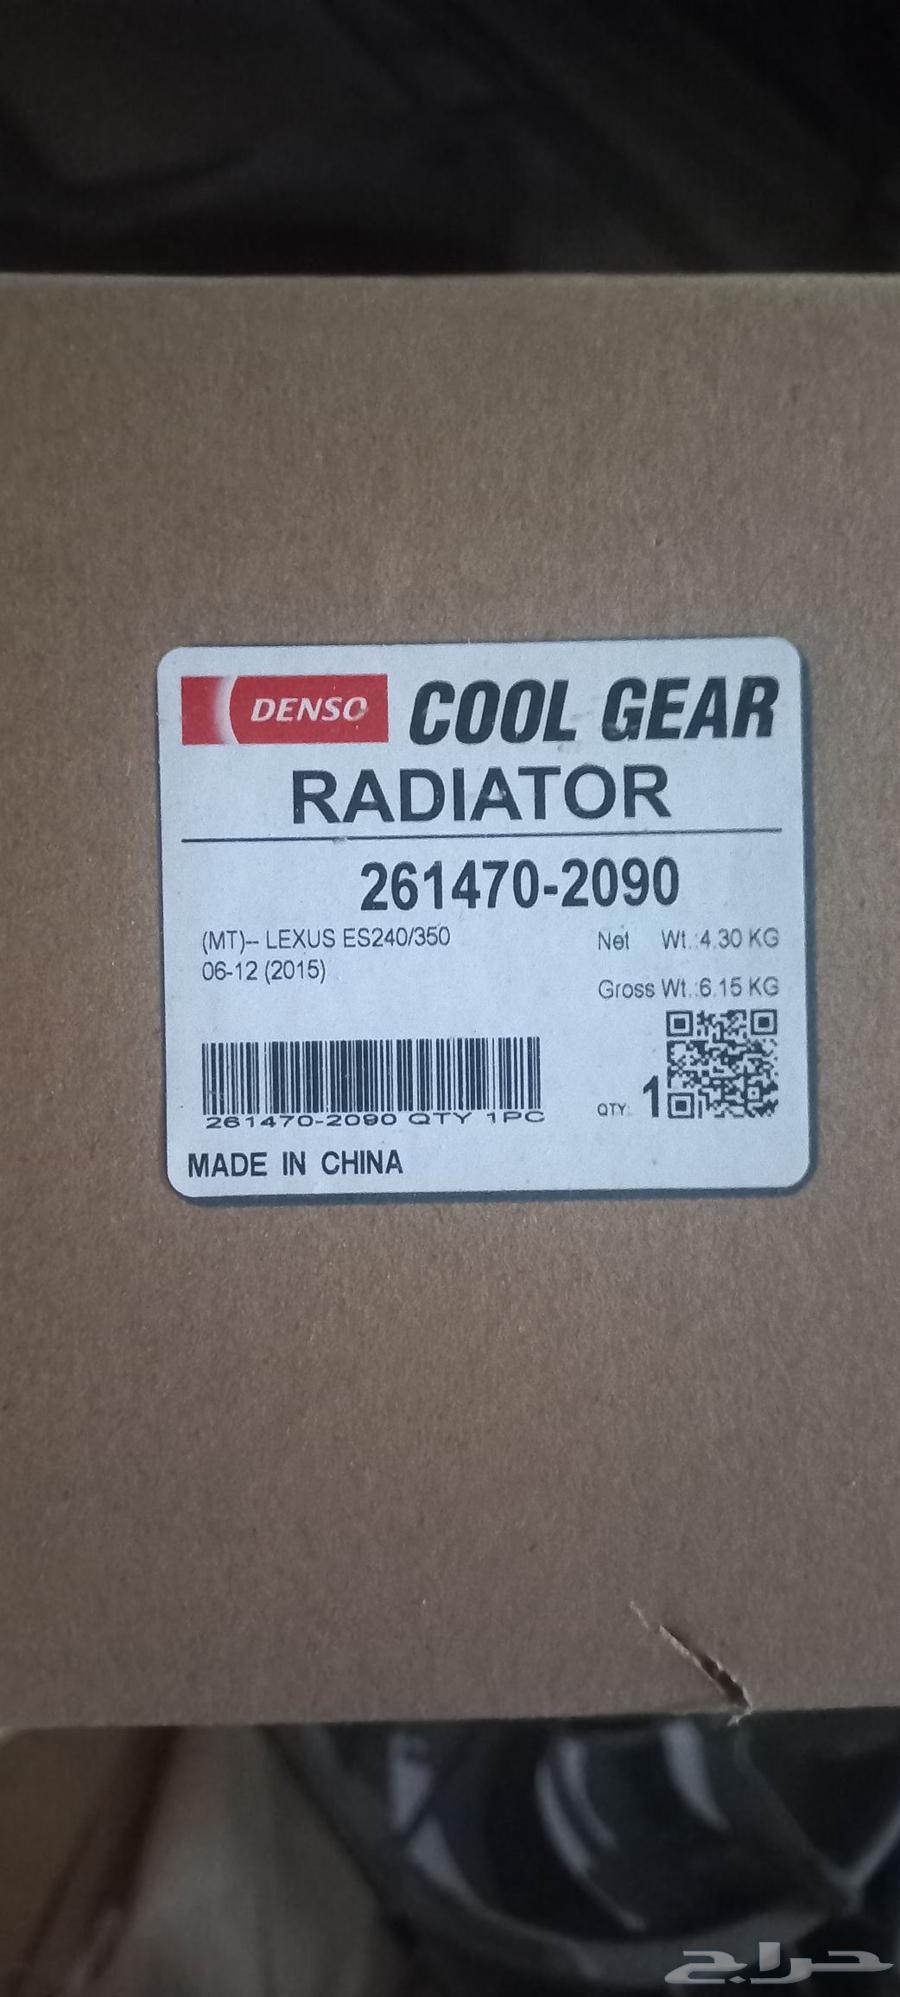 DENSO COOL GEAR
RADIATOR
261470-2090
(MT)-- LEXUS ES240/350
06-12 (2015)
Net Wt.:4.30 KG
Gross Wt.:6.15 KG
QTY: 1
261470-2090 QTY 1PC
MADE IN CHINA
حراج